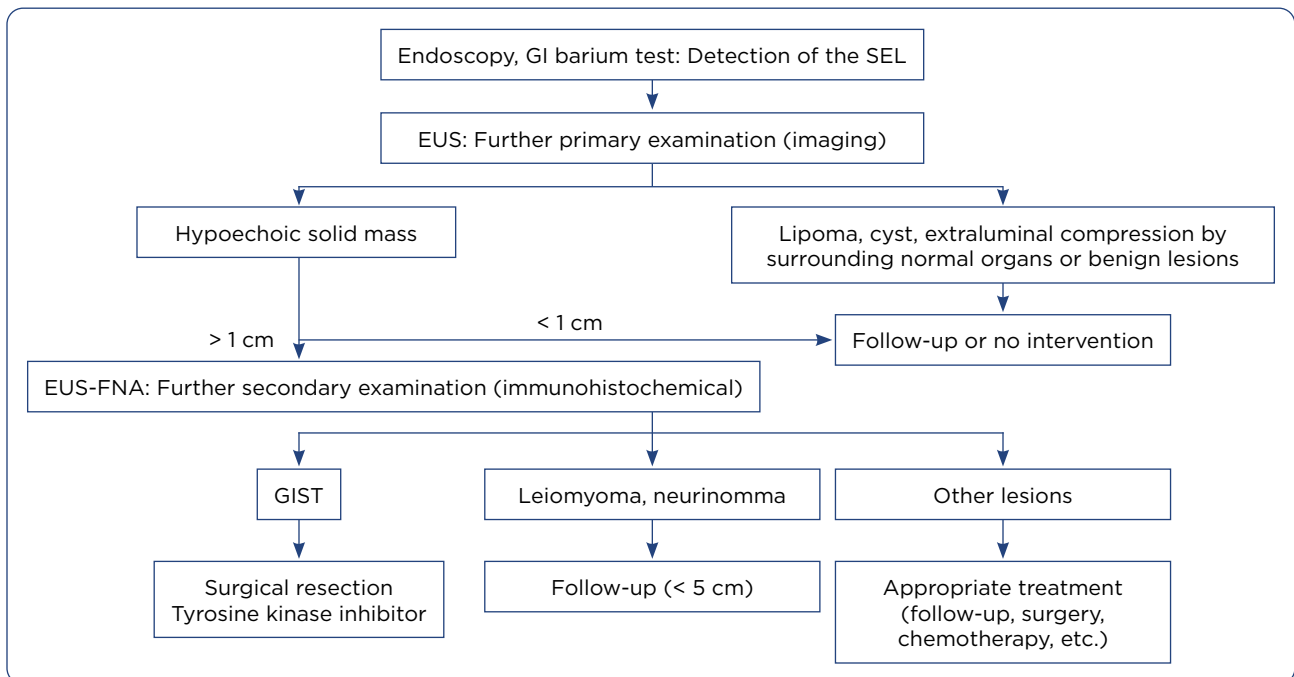 Endoscopy, GI barium test: Detection of the SEL
EUS: Further primary examination (imaging)
Hypoechoic solid mass
Lipoma, cyst, extraluminal compression by
surrounding normal organs or benign lesions
< 1 cm
> 1 cm
Follow-up or no intervention
EUS-FNA: Further secondary examination (immunohistochemical)
GIST
Leiomyoma, neurinomma
Other lesions
Surgical resection
Tyrosine kinase inhibitor
Follow-up (< 5 cm)
Appropriate treatment
(follow-up, surgery,
chemotherapy, etc.)